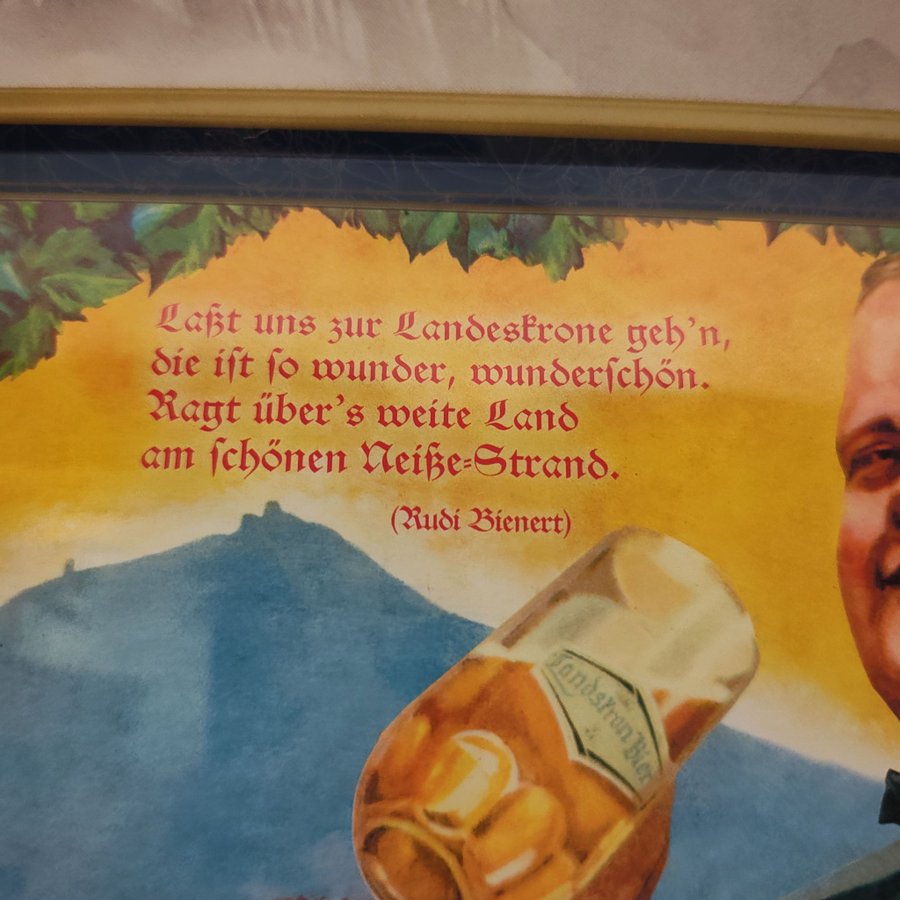 Laßt uns zur Landeskrone geh'n,
die ist so wunder, wunderschön.
Ragt über's weite Land
am schönen Neiße-Strand.
(Rudi Bienert)
Landskron Bier